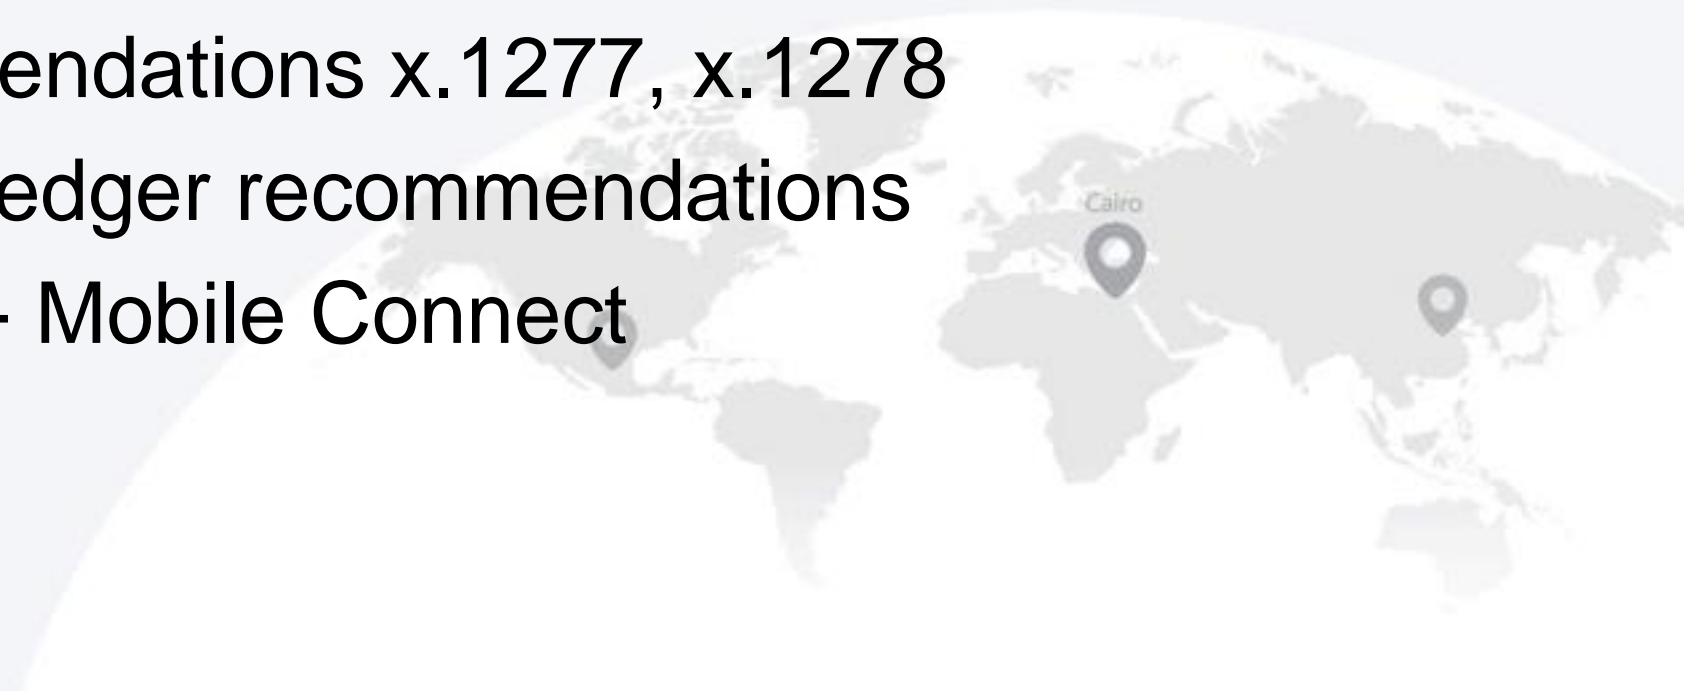 endations x.1277, x.1278
edger recommendations
- Mobile Connect
Cairo